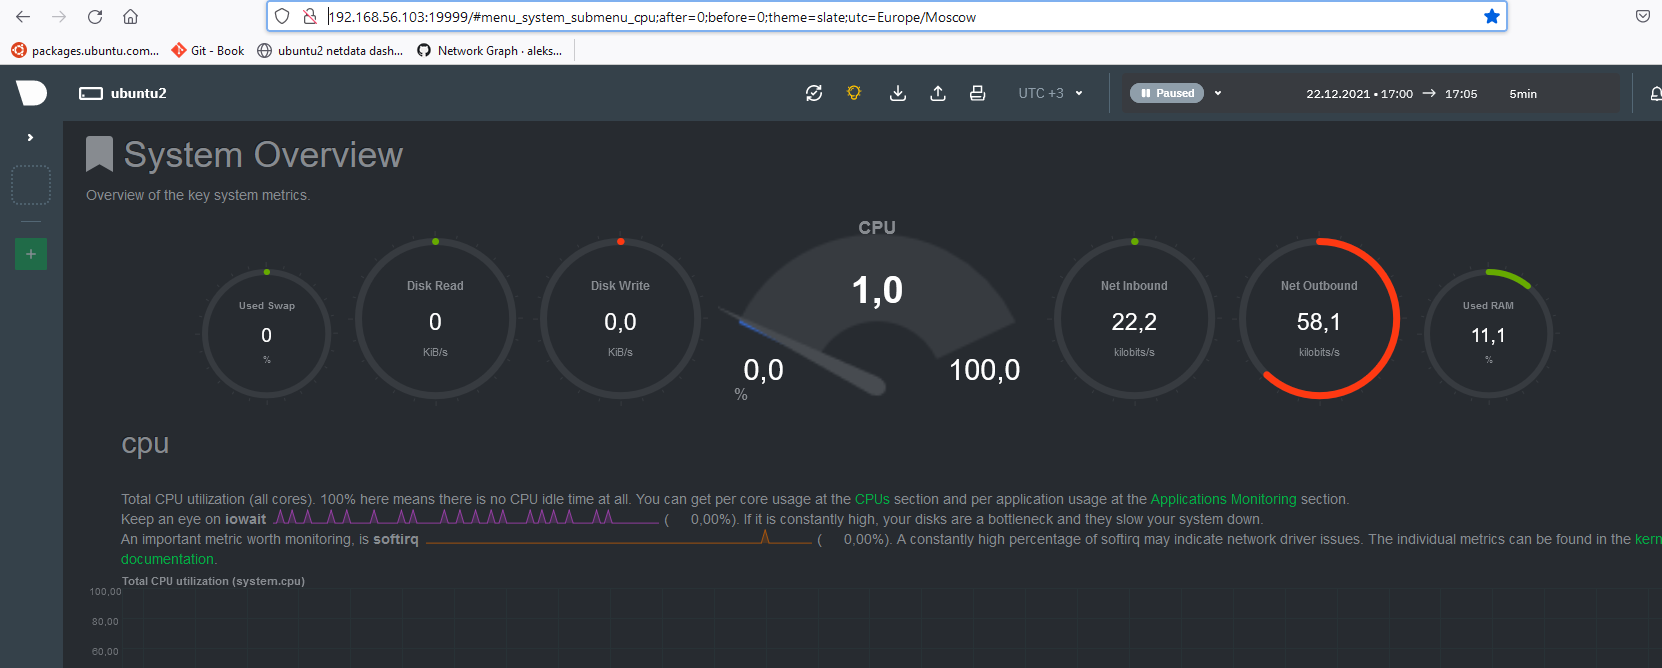 192.168.56.103:19999/#menu_system_submenu_cpu;after=0;before=0;theme=slate;utc=Europe/Moscow
packages.ubuntu.com... Git - Book ubuntu2 netdata dash... Network Graph · aleks...
ubuntu2 UTC +3 Paused 22.12.2021 • 17:00 → 17:05 5min
System Overview
Overview of the key system metrics.
Used Swap
0
%
Disk Read
0
KiB/s
Disk Write
0,0
KiB/s
CPU
1,0
0,0 100,0
%
Net Inbound
22,2
kilobits/s
Net Outbound
58,1
kilobits/s
Used RAM
11,1
%
cpu
Total CPU utilization (all cores). 100% here means there is no CPU idle time at all. You can get per core usage at the CPUs section and per application usage at the Applications Monitoring section.
Keep an eye on iowait ( 0,00%). If it is constantly high, your disks are a bottleneck and they slow your system down.
An important metric worth monitoring, is softirq ( 0,00%). A constantly high percentage of softirq may indicate network driver issues. The individual metrics can be found in the kern
documentation.
Total CPU utilization (system.cpu)
100,00
80,00
60,00